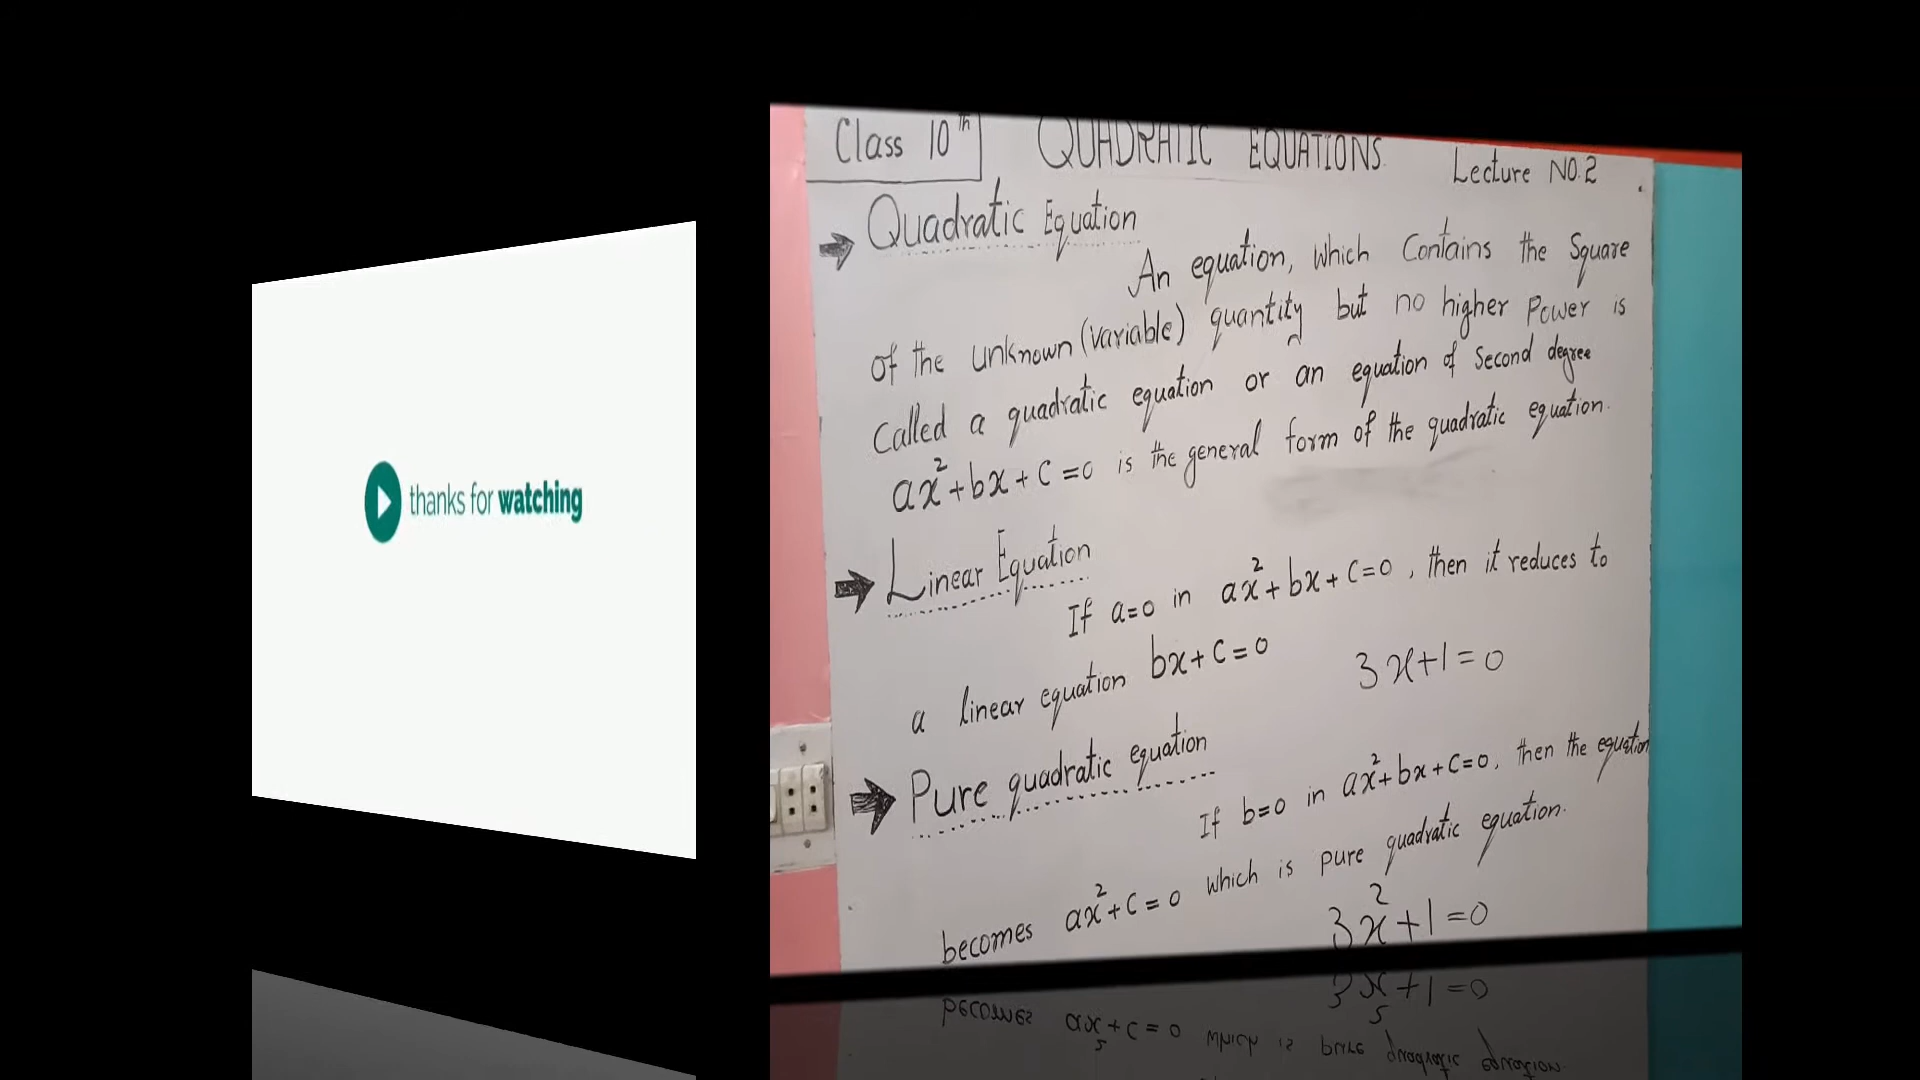 thanks for watching
Class 10th
QUADRATIC EQUATIONS
Lecture NO.2
Quadratic Equation
An equation, which Contains the Square
of the unknown (variable) quantity but no higher Power is
Called a quadratic equation or an equation of Second degree
ax²+bx+c=0 is the general form of the quadratic equation.
Linear Equation
If a=0 in ax²+bx+c=0, then it reduces to
a linear equation bx+c=0
3x+1=0
Pure quadratic equation
If b=0 in ax²+bx+c=0, then the equation
becomes ax²+c=0 which is pure quadratic equation.
3x²+1=0